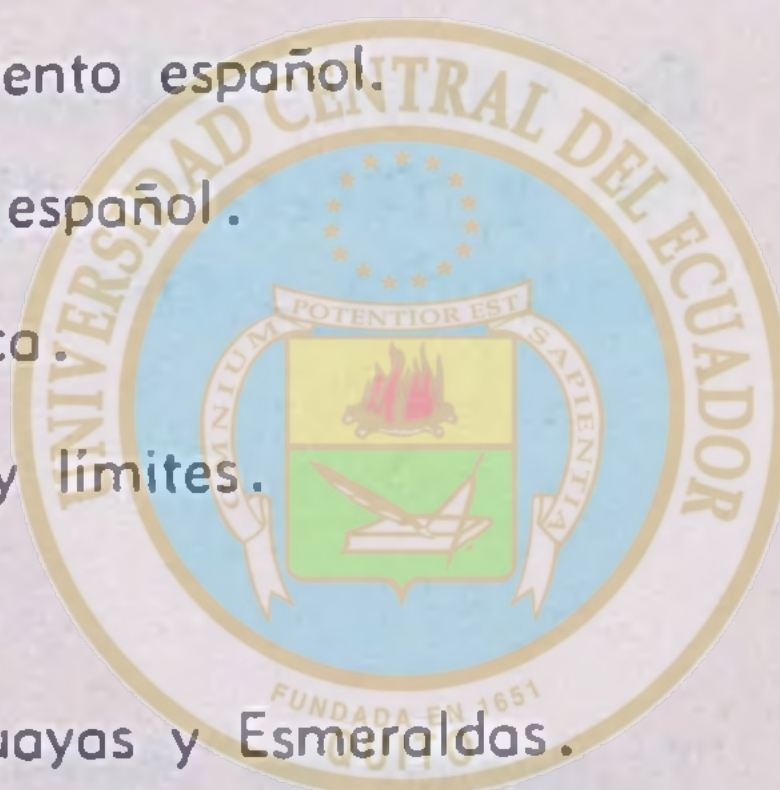 ento español.
español.
ca.
y límites.
uayas y Esmeraldas.
UNIVERSIDAD CENTRAL DEL ECUADOR
OMNIUM POTENTIOR EST SAPIENTIA
FUNDADA EN 1651
QUITO